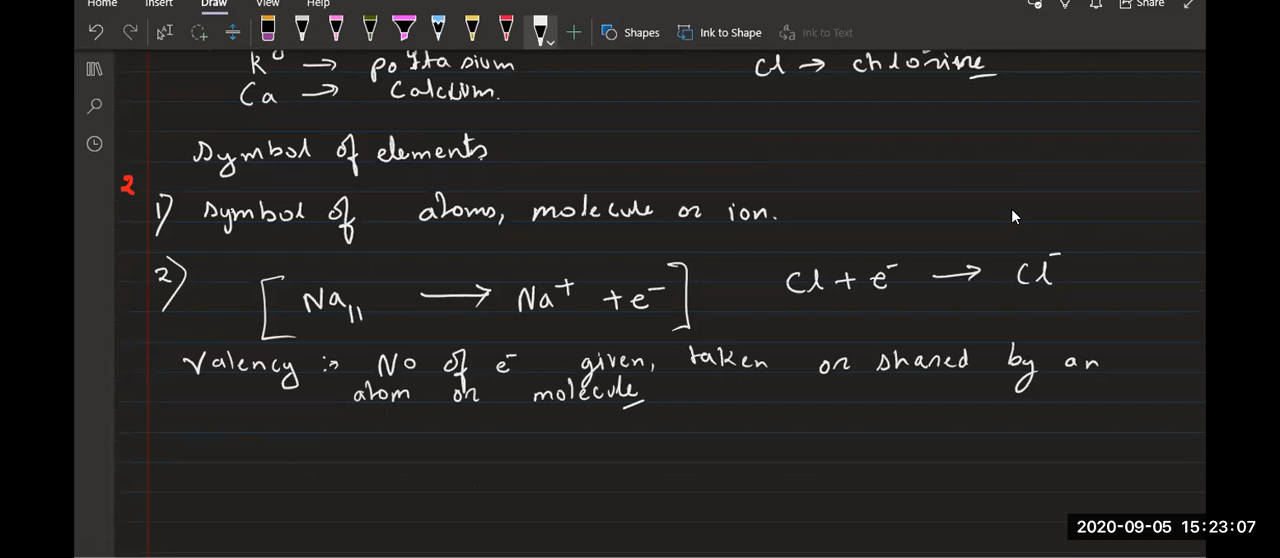 Home Insert Draw View Help Share
Shapes Ink to Shape Ink to Text
Cl → chlorine
Ca → Calcium.
symbol of elements
2
1) symbol of atoms, molecule or ion.
2) [ Na₁₁ ⟶ Na⁺ + e⁻ ] Cl + e⁻ ⟶ Cl⁻
Valency :- No of e⁻ given, taken or shared by an
atom or molecule
2020-09-05 15:23:07